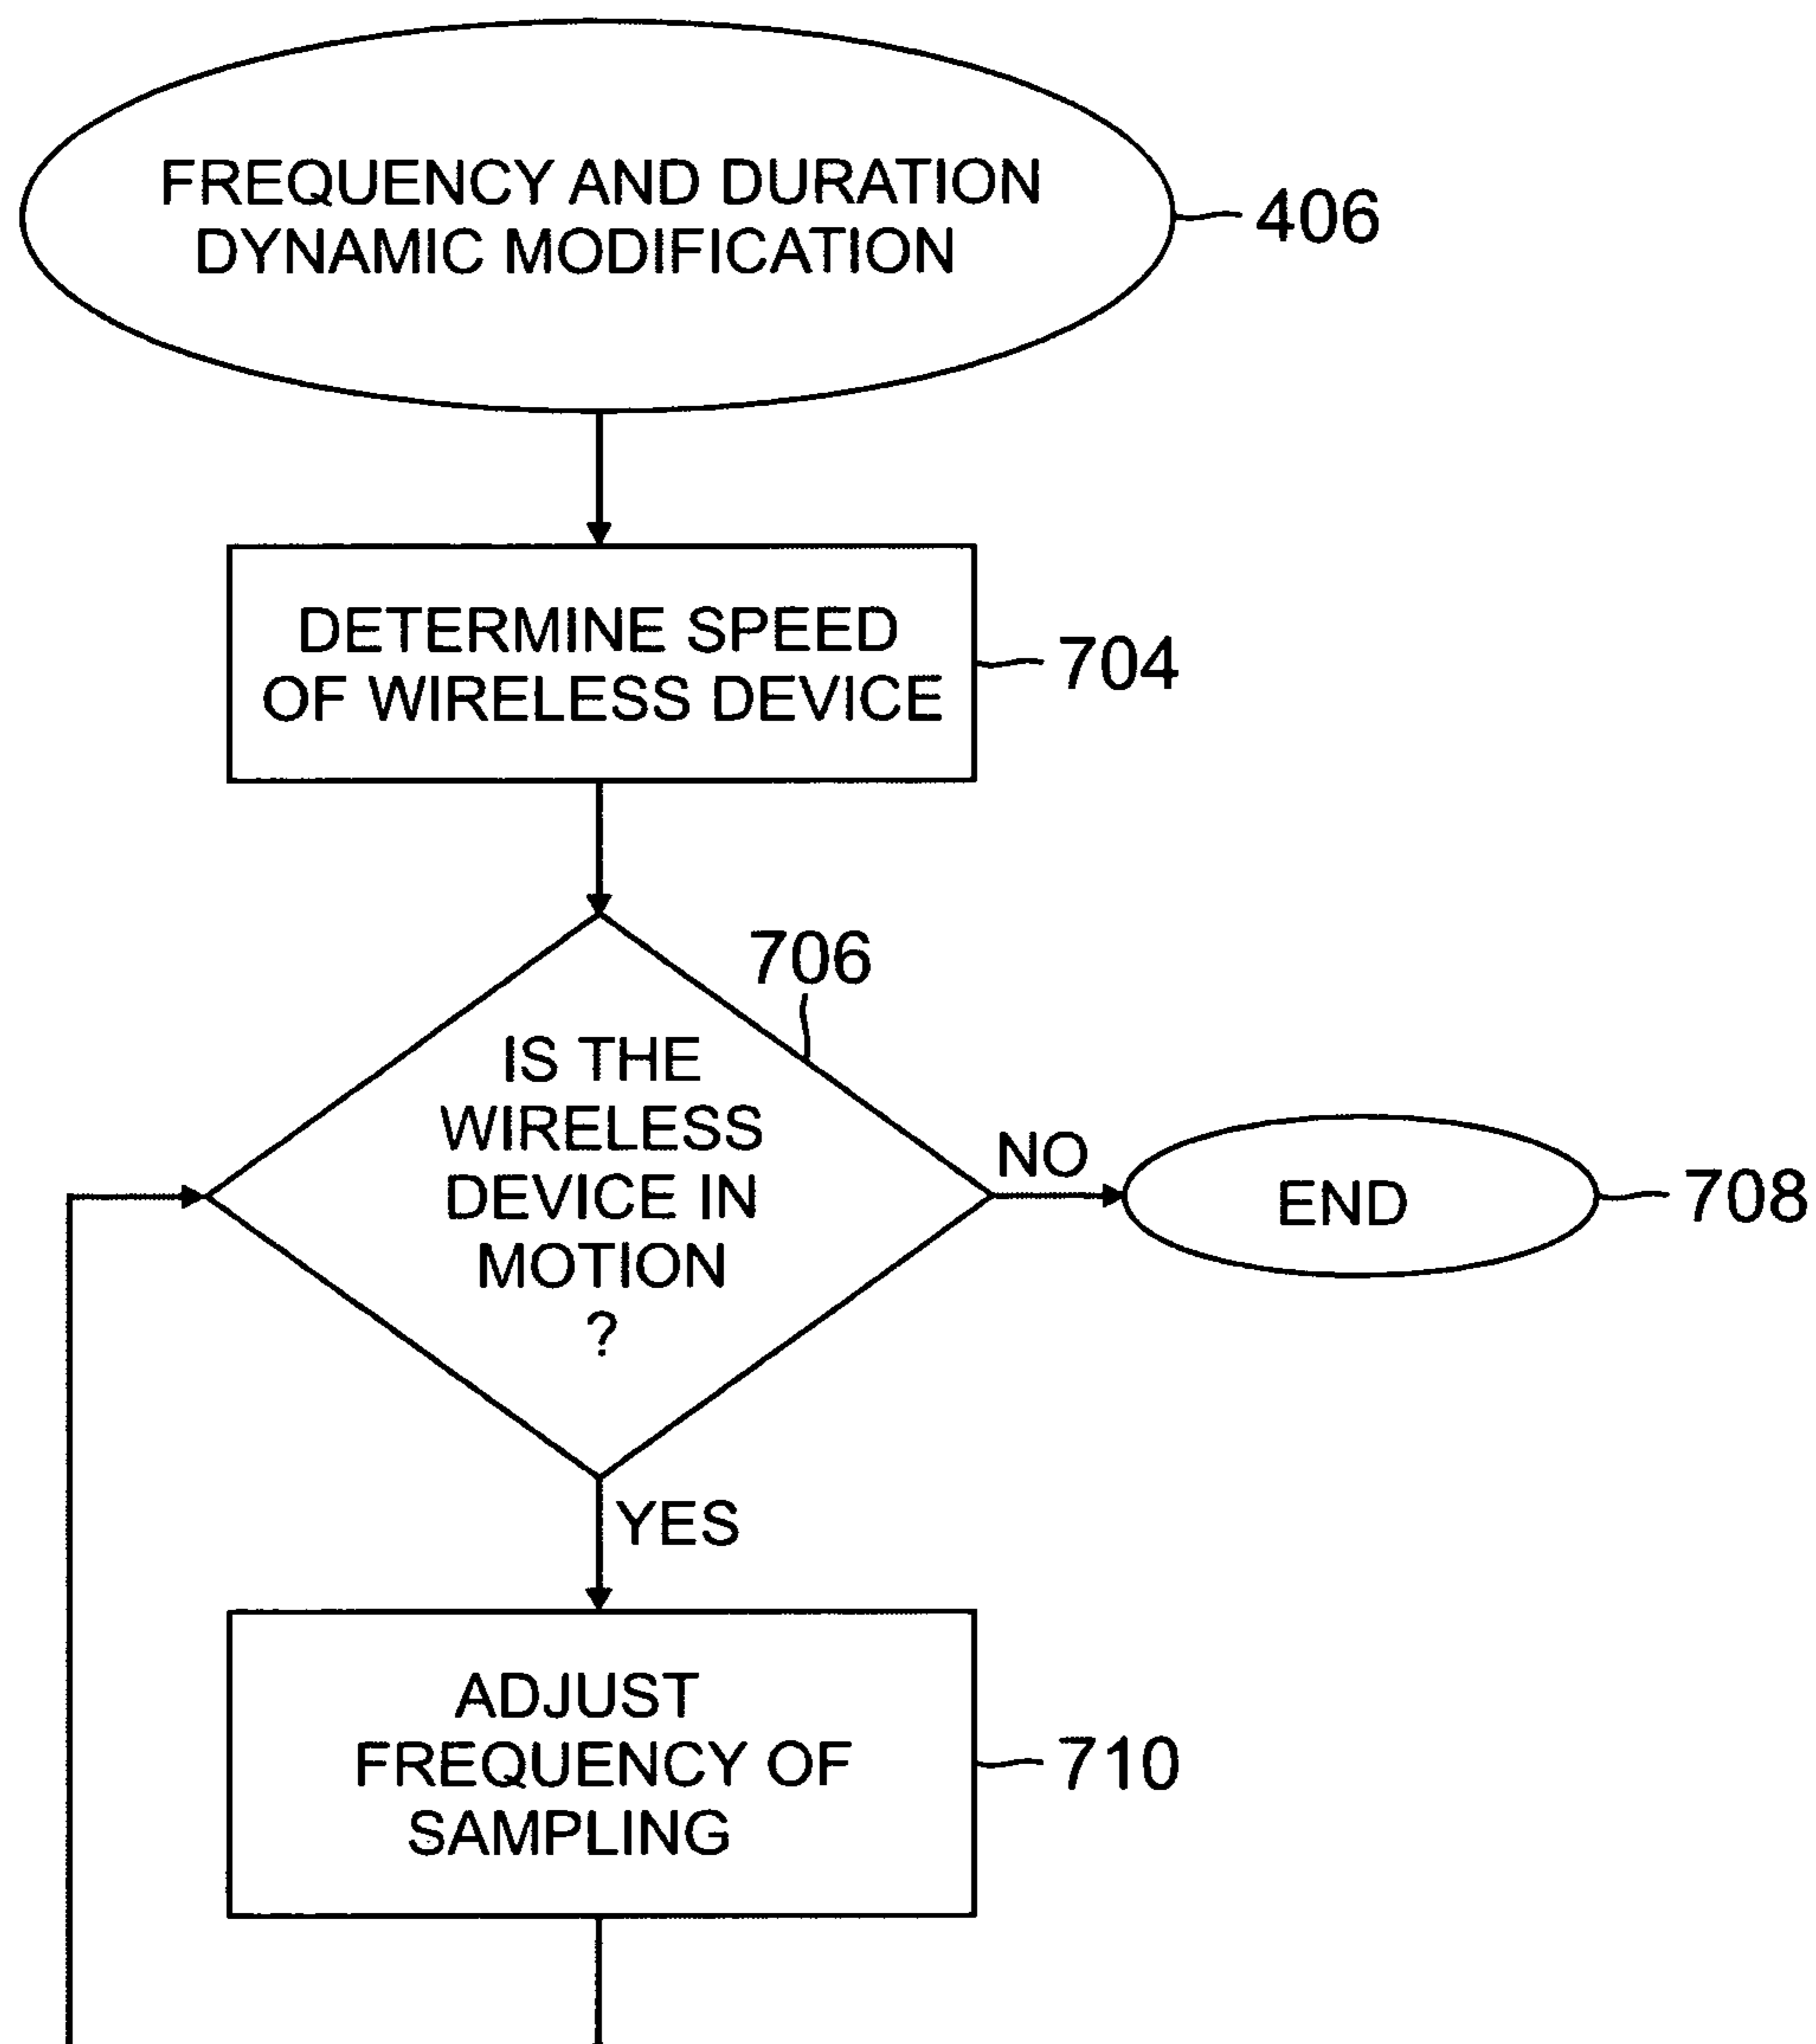 FREQUENCY AND DURATION
DYNAMIC MODIFICATION
406
DETERMINE SPEED
OF WIRELESS DEVICE
704
706
IS THE
WIRELESS
DEVICE IN
MOTION
?
NO
END
708
YES
ADJUST
FREQUENCY OF
SAMPLING
710